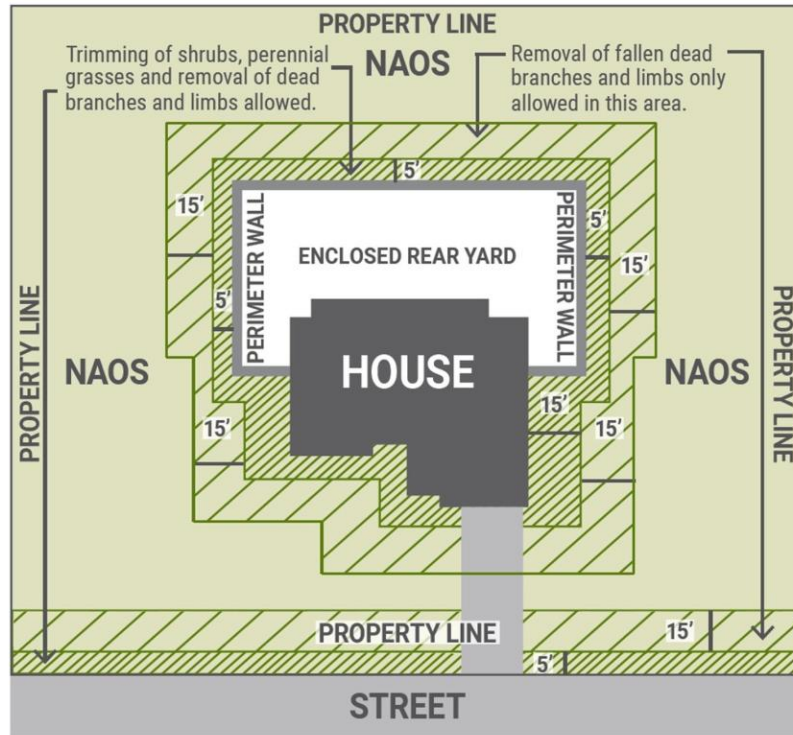 PROPERTY LINE
NAOS
Trimming of shrubs, perennial
grasses and removal of dead
branches and limbs allowed.
Removal of fallen dead
branches and limbs only
allowed in this area.
5’
15’
PERIMETER WALL
ENCLOSED REAR YARD
PERIMETER WALL
5’
15’
5’
PROPERTY LINE
NAOS
HOUSE
NAOS
PROPERTY LINE
15’
15’
15’
PROPERTY LINE
15’
5’
STREET